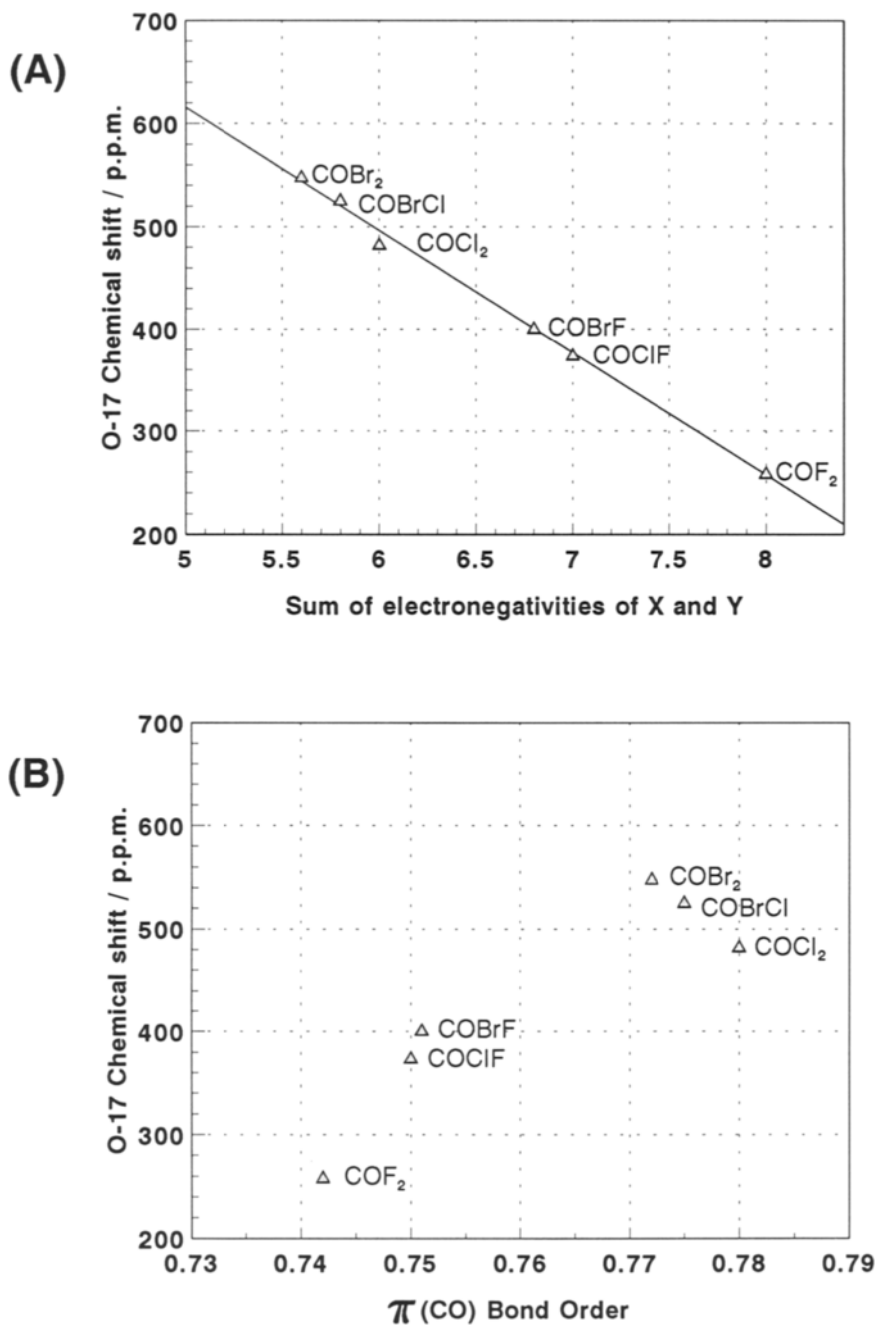 (A)
700
600
500
400
300
200
O-17 Chemical shift / p.p.m.
COBr₂
COBrCl
COCl₂
COBrF
COClF
COF₂
5 5.5 6 6.5 7 7.5 8
Sum of electronegativities of X and Y
(B)
700
600
500
400
300
200
O-17 Chemical shift / p.p.m.
COBr₂
COBrCl
COCl₂
COBrF
COClF
COF₂
0.73 0.74 0.75 0.76 0.77 0.78 0.79
π(CO) Bond Order